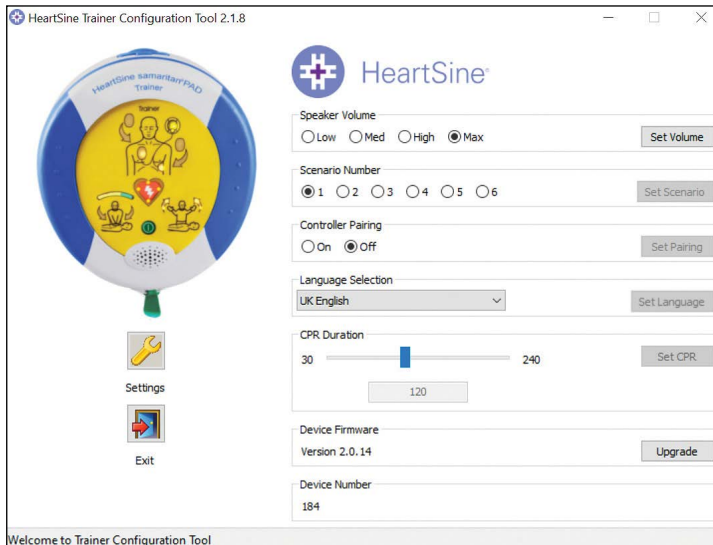 HeartSine Trainer Configuration Tool 2.1.8
HeartSine samaritan PAD
Trainer
Trainer
HeartSine
Speaker Volume
Low Med High Max Set Volume
Scenario Number
1 2 3 4 5 6 Set Scenario
Controller Pairing
On Off Set Pairing
Language Selection
UK English Set Language
CPR Duration
30 240 Set CPR
120
Settings
Device Firmware
Version 2.0.14 Upgrade
Exit
Device Number
184
Welcome to Trainer Configuration Tool